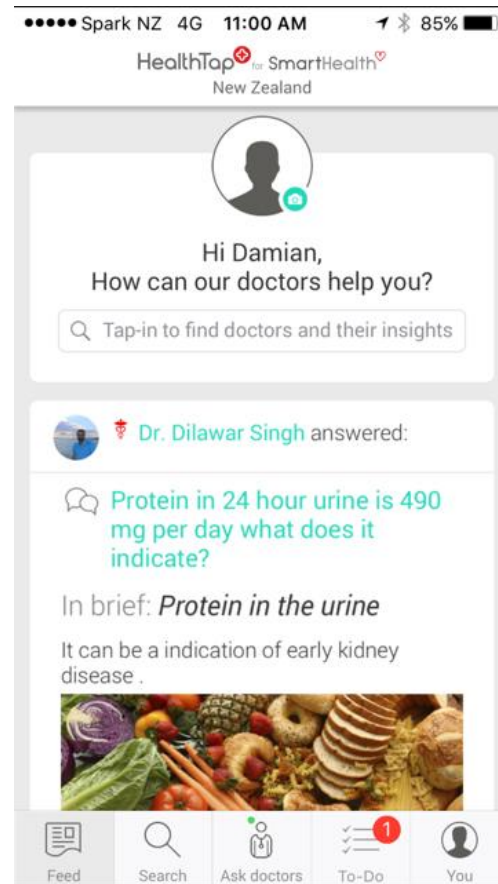 Spark NZ 4G 11:00 AM 85%
HealthTap for SmartHealth
New Zealand
Hi Damian,
How can our doctors help you?
Tap-in to find doctors and their insights
Dr. Dilawar Singh answered:
Protein in 24 hour urine is 490
mg per day what does it
indicate?
In brief: Protein in the urine
It can be a indication of early kidney
disease .
1
Feed Search Ask doctors To-Do You